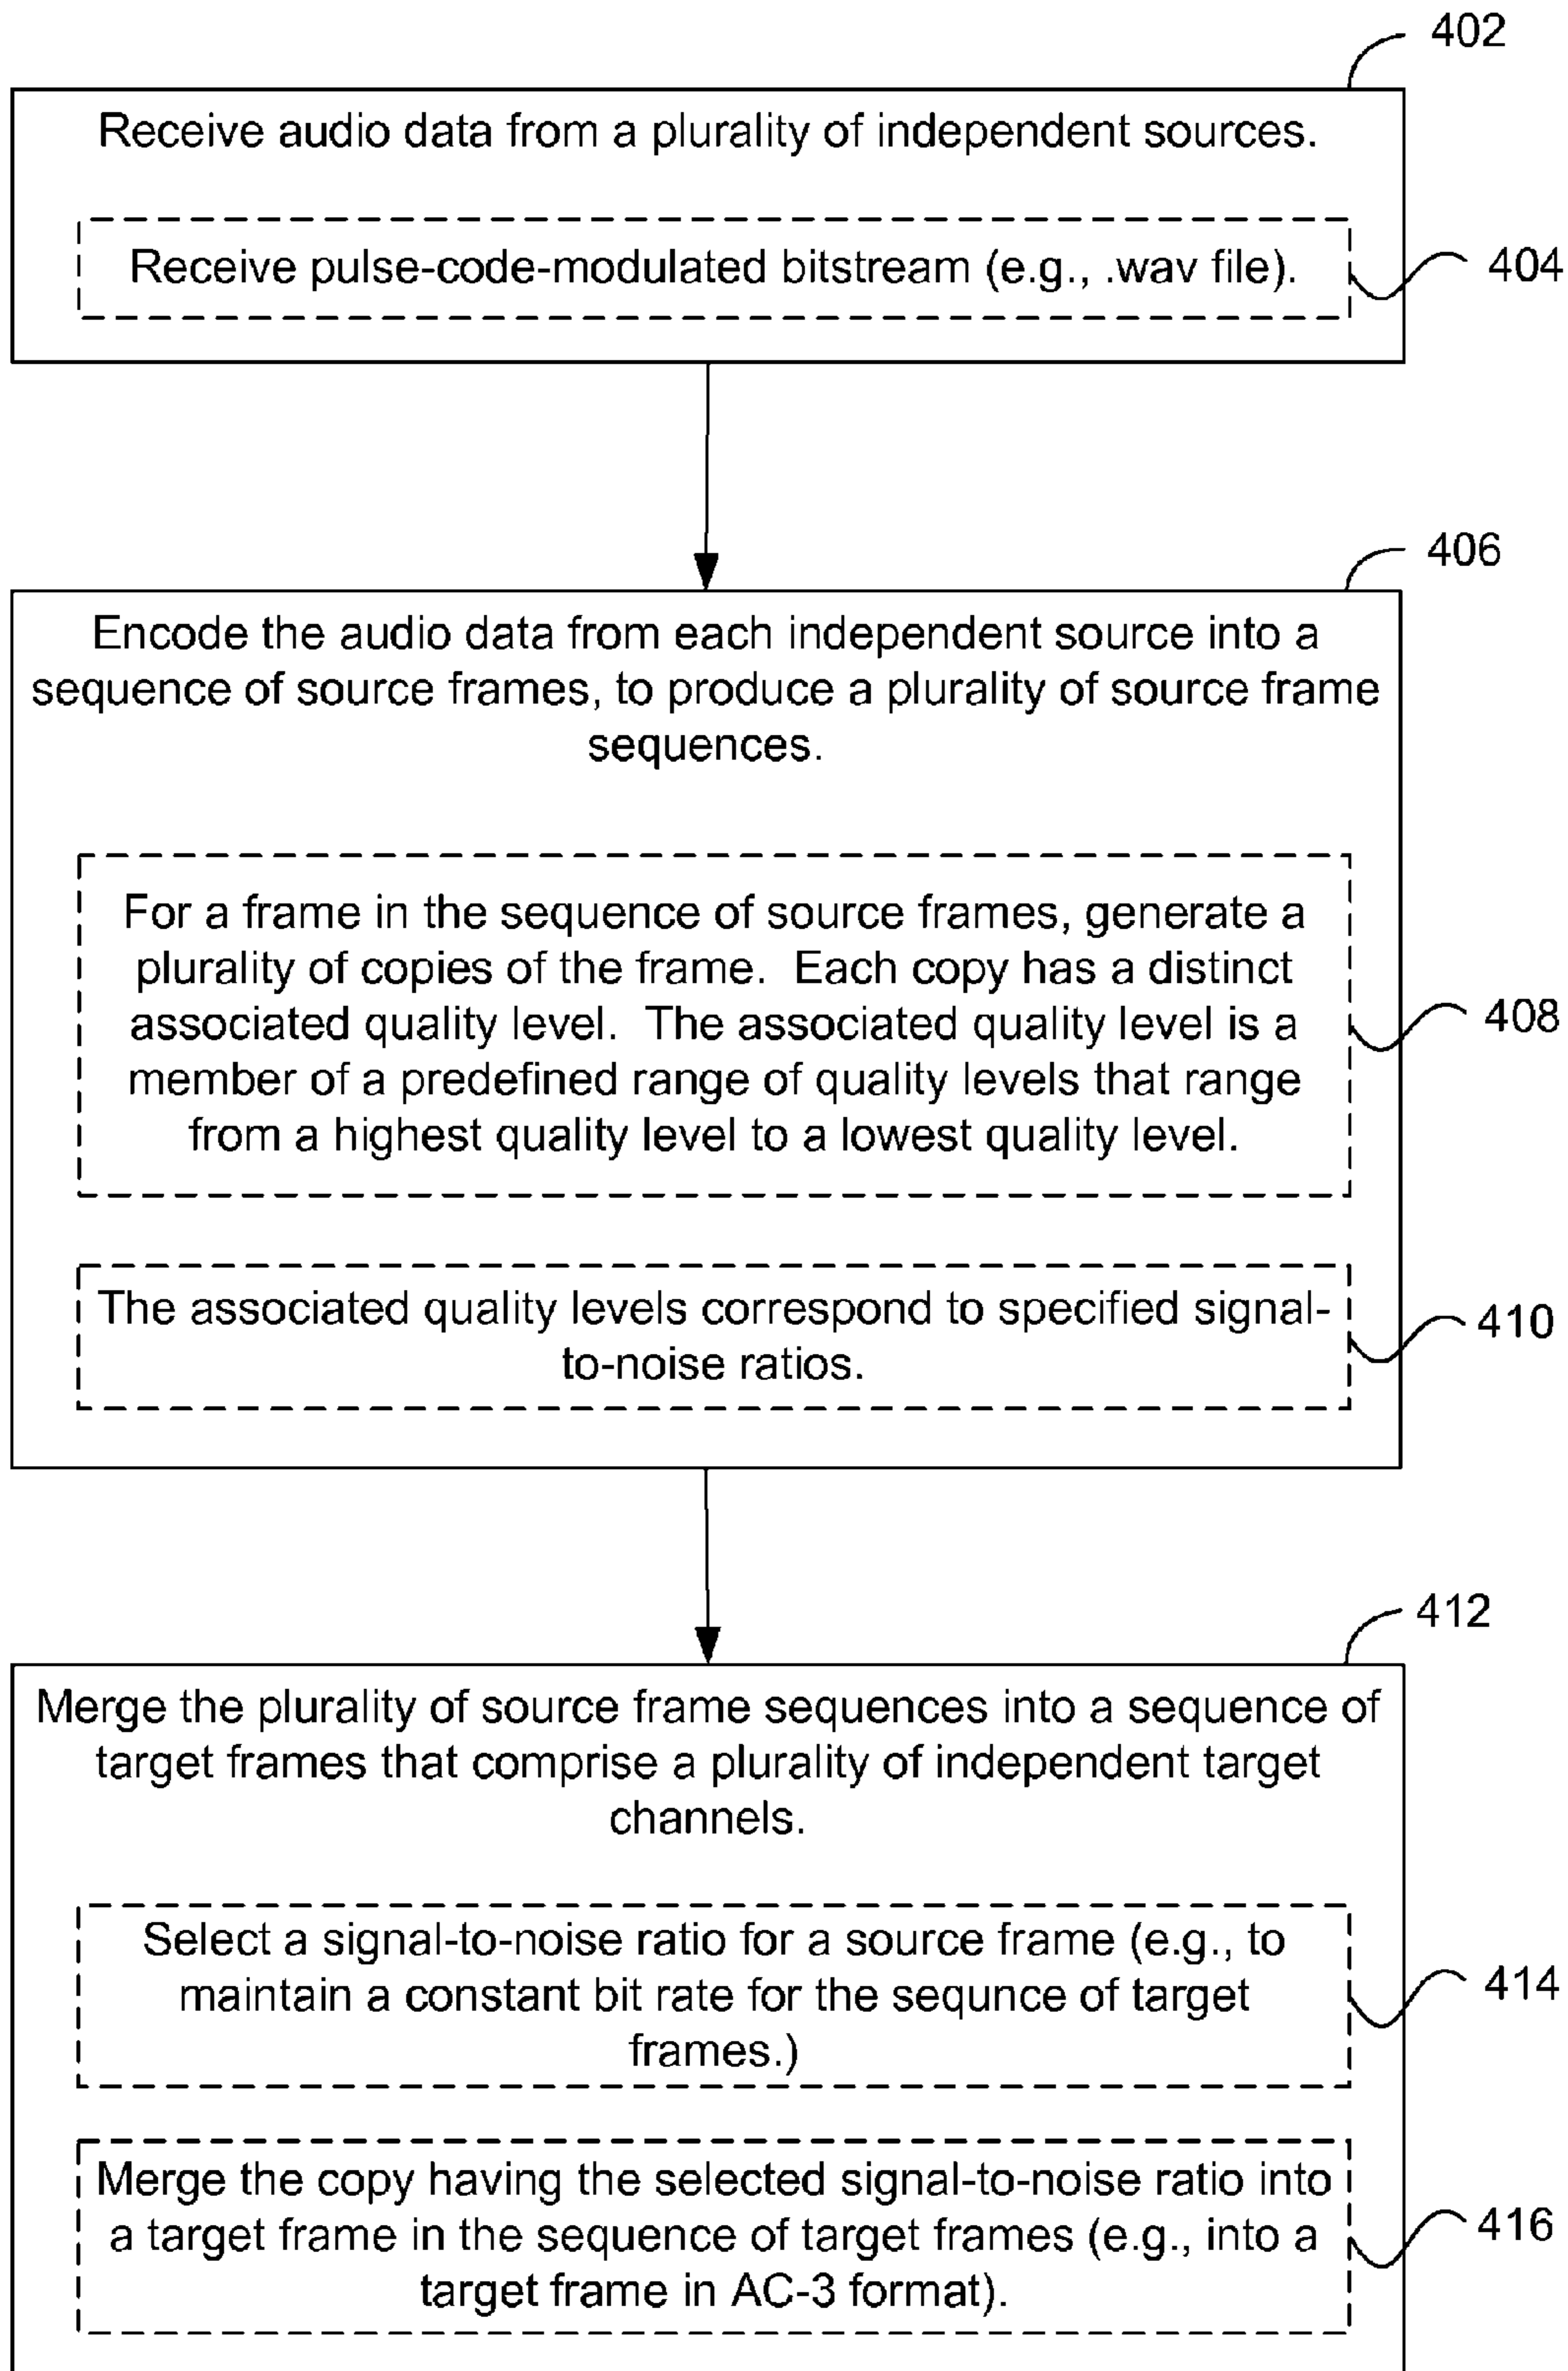 402
Receive audio data from a plurality of independent sources.
Receive pulse-code-modulated bitstream (e.g., .wav file).
404
406
Encode the audio data from each independent source into a
sequence of source frames, to produce a plurality of source frame
sequences.
For a frame in the sequence of source frames, generate a
plurality of copies of the frame.  Each copy has a distinct
associated quality level.  The associated quality level is a
member of a predefined range of quality levels that range
from a highest quality level to a lowest quality level.
408
The associated quality levels correspond to specified signal-
to-noise ratios.
410
412
Merge the plurality of source frame sequences into a sequence of
target frames that comprise a plurality of independent target
channels.
Select a signal-to-noise ratio for a source frame (e.g., to
maintain a constant bit rate for the sequnce of target
frames.)
414
Merge the copy having the selected signal-to-noise ratio into
a target frame in the sequence of target frames (e.g., into a
target frame in AC-3 format).
416